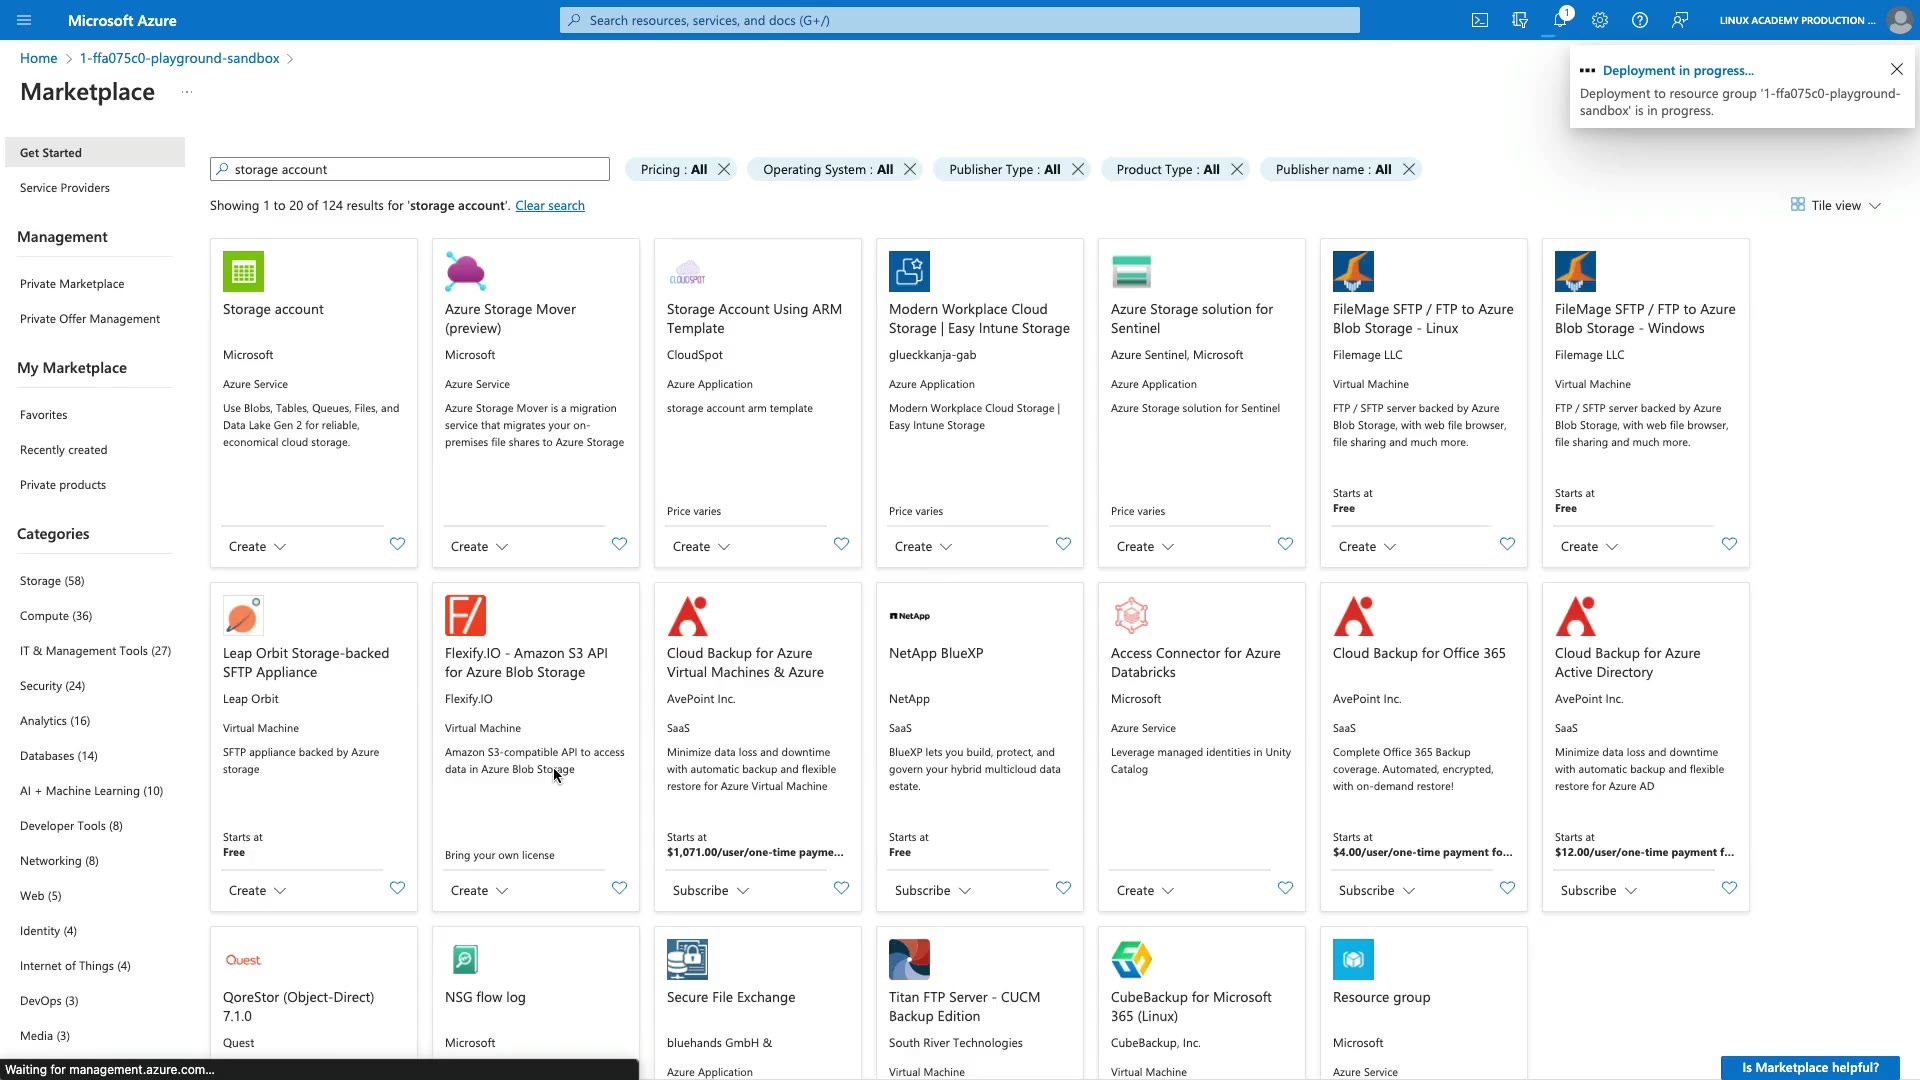 Microsoft Azure
Search resources, services, and docs (G+/)
1
LINUX ACADEMY PRODUCTION ...
Home
1-ffa075c0-playground-sandbox
Marketplace
...
Deployment in progress...
Deployment to resource group '1-ffa075c0-playground-
sandbox' is in progress.
Get Started
Service Providers
Management
Private Marketplace
Private Offer Management
My Marketplace
Favorites
Recently created
Private products
Categories
Storage (58)
Compute (36)
IT & Management Tools (27)
Security (24)
Analytics (16)
Databases (14)
AI + Machine Learning (10)
Developer Tools (8)
Networking (8)
Web (5)
Identity (4)
Internet of Things (4)
DevOps (3)
Media (3)
storage account
Pricing : All
Operating System : All
Publisher Type : All
Product Type : All
Publisher name : All
Showing 1 to 20 of 124 results for 'storage account'. Clear search
Tile view
Storage account
Microsoft
Azure Service
Use Blobs, Tables, Queues, Files, and
Data Lake Gen 2 for reliable,
economical cloud storage.
Create
Azure Storage Mover
(preview)
Microsoft
Azure Service
Azure Storage Mover is a migration
service that migrates your on-
premises file shares to Azure Storage
Create
CLOUDSPOT
Storage Account Using ARM
Template
CloudSpot
Azure Application
storage account arm template
Price varies
Create
Modern Workplace Cloud
Storage | Easy Intune Storage
glueckkanja-gab
Azure Application
Modern Workplace Cloud Storage |
Easy Intune Storage
Price varies
Create
Azure Storage solution for
Sentinel
Azure Sentinel, Microsoft
Azure Application
Azure Storage solution for Sentinel
Price varies
Create
FileMage SFTP / FTP to Azure
Blob Storage - Linux
Filemage LLC
Virtual Machine
FTP / SFTP server backed by Azure
Blob Storage, with web file browser,
file sharing and much more.
Starts at
Free
Create
FileMage SFTP / FTP to Azure
Blob Storage - Windows
Filemage LLC
Virtual Machine
FTP / SFTP server backed by Azure
Blob Storage, with web file browser,
file sharing and much more.
Starts at
Free
Create
Leap Orbit Storage-backed
SFTP Appliance
Leap Orbit
Virtual Machine
SFTP appliance backed by Azure
storage
Starts at
Free
Create
F/
Flexify.IO - Amazon S3 API
for Azure Blob Storage
Flexify.IO
Virtual Machine
Amazon S3-compatible API to access
data in Azure Blob Storage
Bring your own license
Create
Cloud Backup for Azure
Virtual Machines & Azure
AvePoint Inc.
SaaS
Minimize data loss and downtime
with automatic backup and flexible
restore for Azure Virtual Machine
Starts at
$1,071.00/user/one-time payme...
Subscribe
NetApp
NetApp BlueXP
NetApp
SaaS
BlueXP lets you build, protect, and
govern your hybrid multicloud data
estate.
Starts at
Free
Subscribe
Access Connector for Azure
Databricks
Microsoft
Azure Service
Leverage managed identities in Unity
Catalog
Create
Cloud Backup for Office 365
AvePoint Inc.
SaaS
Complete Office 365 Backup
coverage. Automated, encrypted,
with on-demand restore!
Starts at
$4.00/user/one-time payment fo...
Subscribe
Cloud Backup for Azure
Active Directory
AvePoint Inc.
SaaS
Minimize data loss and downtime
with automatic backup and flexible
restore for Azure AD
Starts at
$12.00/user/one-time payment f...
Subscribe
Quest
QoreStor (Object-Direct)
7.1.0
Quest
NSG flow log
Microsoft
Secure File Exchange
bluehands GmbH &
Azure Application
Titan FTP Server - CUCM
Backup Edition
South River Technologies
Virtual Machine
CubeBackup for Microsoft
365 (Linux)
CubeBackup, Inc.
Virtual Machine
Resource group
Microsoft
Azure Service
Waiting for management.azure.com...
Is Marketplace helpful?